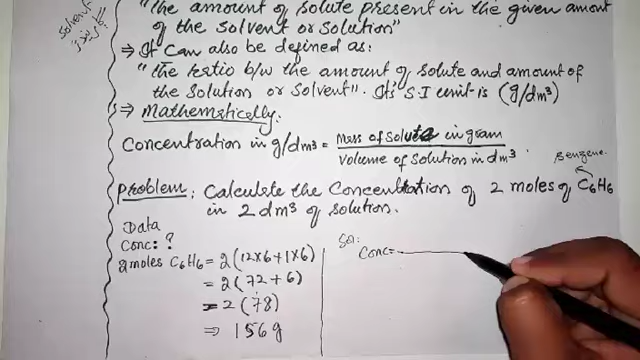 "The amount of solute present in the given amount
of the solvent or solution"
⇒ It can also be defined as:
"the ratio b/w the amount of solute and amount of
the solution or solvent". It's S.I unit is (g/dm³)
⇒ Mathematically.
Concentration in g/dm³ = Mass of solute in gram
Volume of solution in dm³.
Benzene
Problem: Calculate the Concentration of 2 moles of C₆H₆
in 2 dm³ of solution.
Data
Conc: ?
2 moles C₆H₆ = 2(12×6+1×6)
= 2(72+6)
= 2(78)
⇒ 156g
Sol:
Conc=
solvent